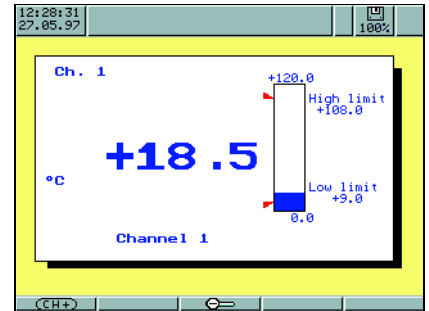 12:28:31
27.05.97
100%
Ch. 1
+120.0
High limit
+108.0
+18.5
°C
Low limit
+9.0
0.0
Channel 1
(CH+)